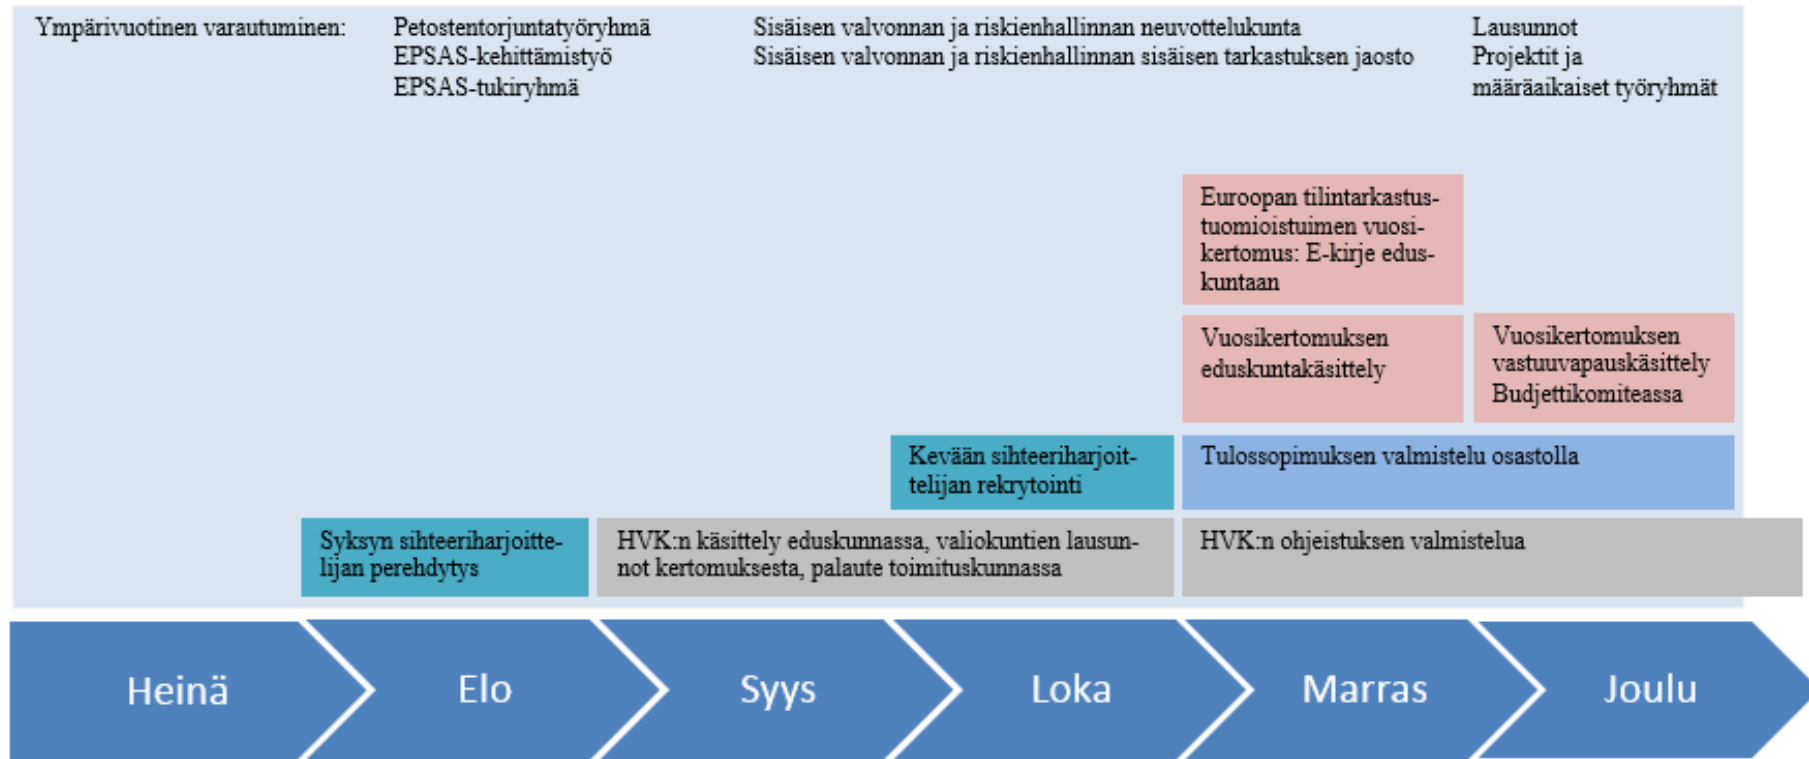 Ympärivuotinen varautuminen:
Petostentorjuntatyöryhmä
EPSAS-kehittämistyö
EPSAS-tukiryhmä
Sisäisen valvonnan ja riskienhallinnan neuvottelukunta
Sisäisen valvonnan ja riskienhallinnan sisäisen tarkastuksen jaosto
Lausunnot
Projektit ja
määräaikaiset työryhmät
Euroopan tilintarkastus-
tuomioistuimen vuosi-
kertomus: E-kirje edus-
kuntaan
Vuosikertomuksen
eduskuntakäsittely
Vuosikertomuksen
vastuuvapauskäsittely
Budjettikomiteassa
Kevään sihteeriharjoit-
telijan rekrytointi
Tulossopimuksen valmistelu osastolla
Syksyn sihteeriharjoitte-
lijan perehdytys
HVK:n käsittely eduskunnassa, valiokuntien lausun-
not kertomuksesta, palaute toimituskunnassa
HVK:n ohjeistuksen valmistelua
Heinä
Elo
Syys
Loka
Marras
Joulu